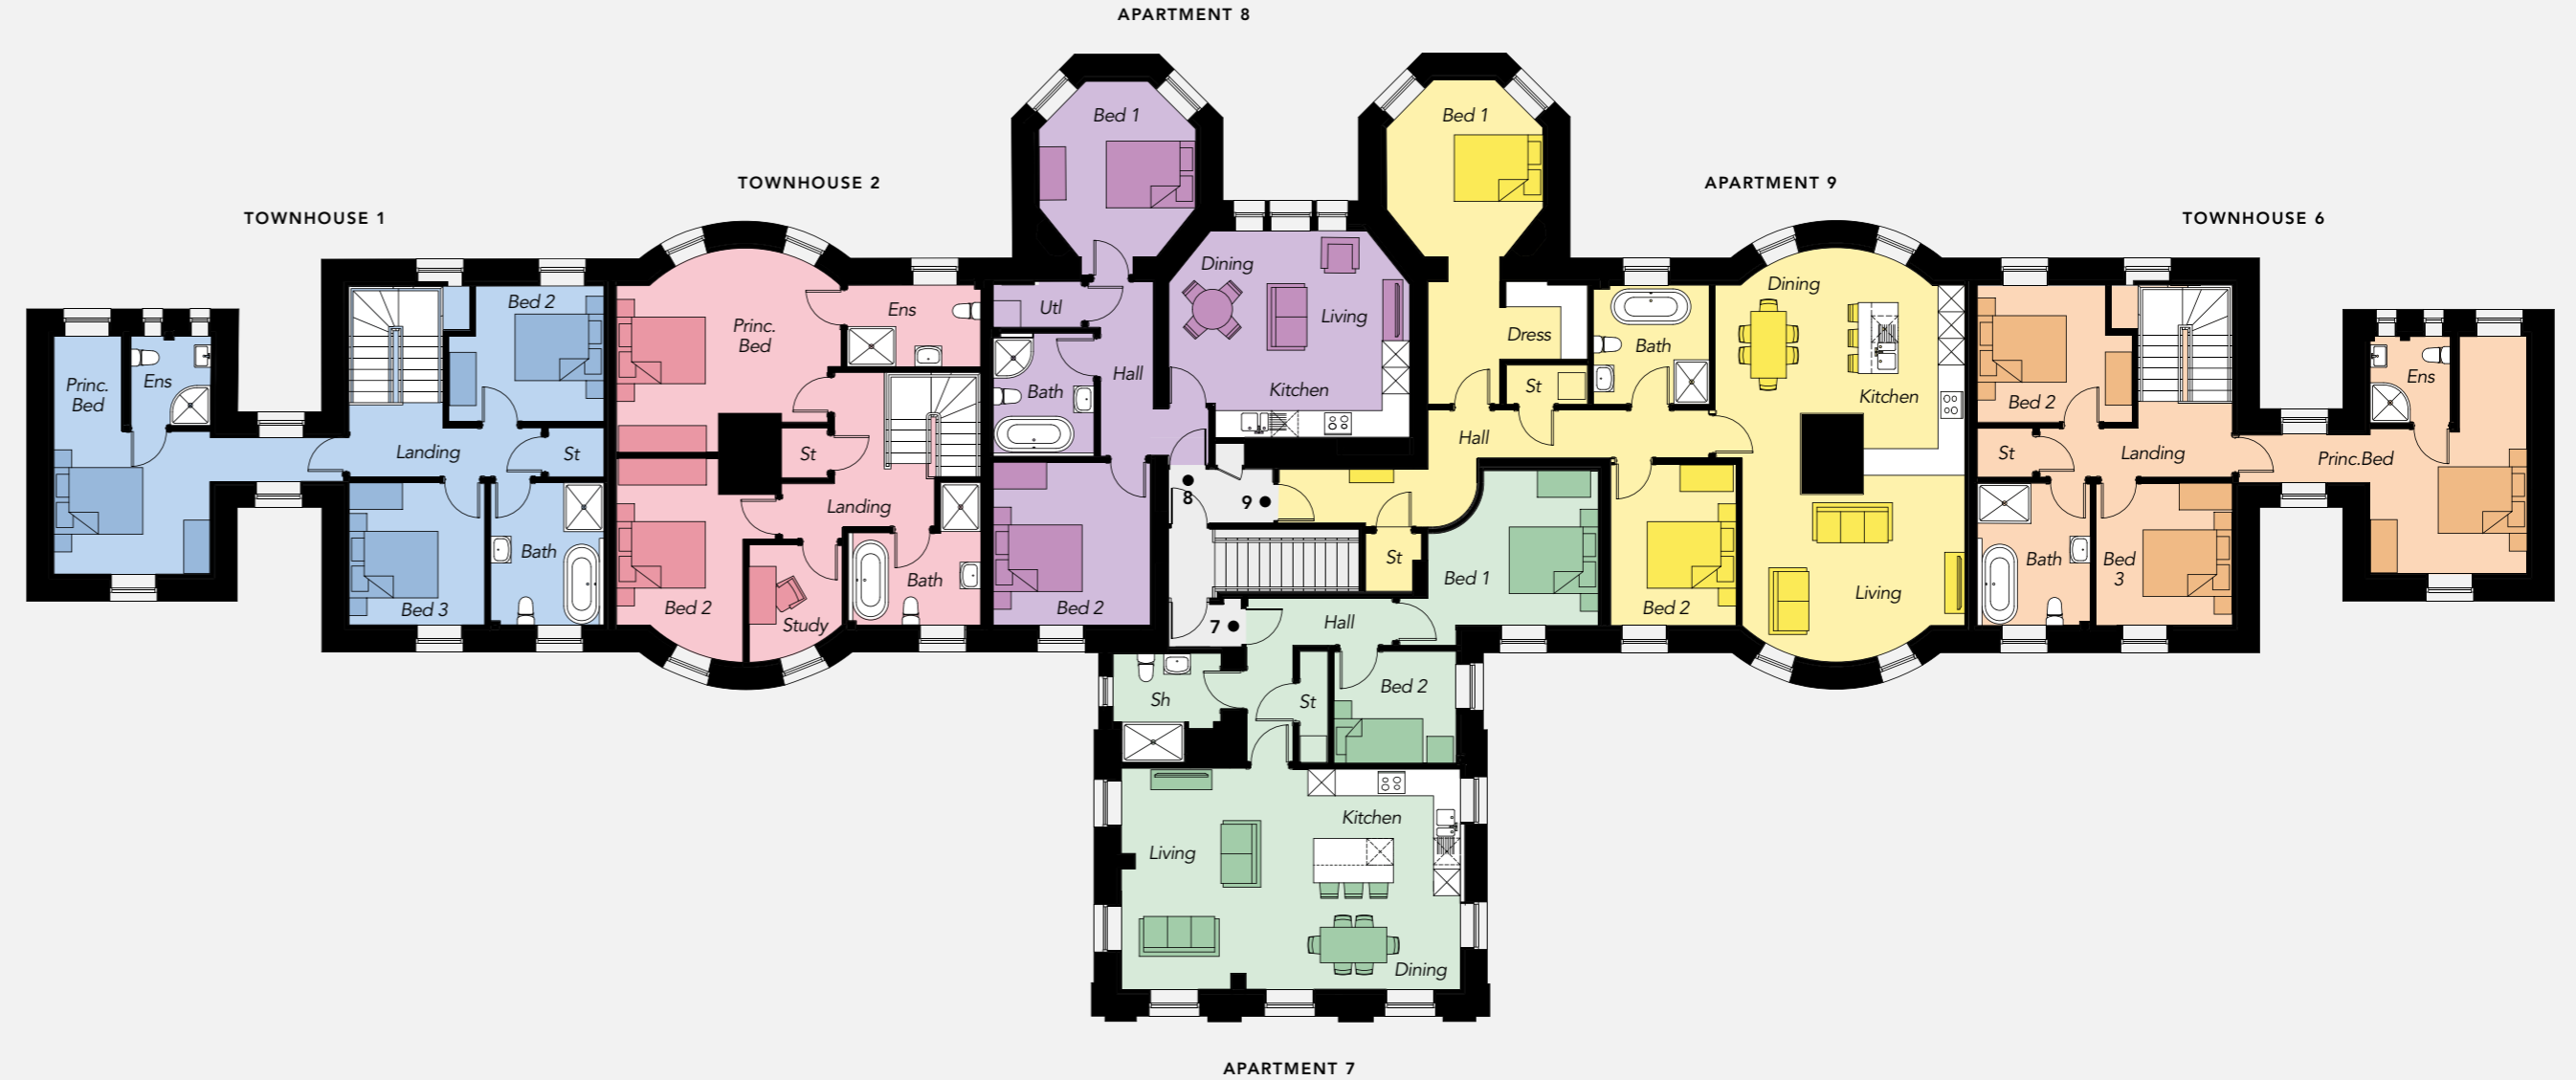 APARTMENT 8
TOWNHOUSE 2
APARTMENT 9
TOWNHOUSE 1
TOWNHOUSE 6
Princ.
Bed
Ens
Landing
Bed 2
St
Bed 3
Bath
Princ.
Bed
Ens
St
Landing
Bed 2
Study
Bath
Bed 1
Utl
Bath
Hall
Bed 2
Dining
Living
Kitchen
8
9
7
Bed 1
Dress
St
Bath
Hall
St
Bed 2
Dining
Kitchen
Living
Bed 2
St
Landing
Bath
Bed
3
Princ.Bed
Ens
Bed 1
Hall
Sh
St
Bed 2
Kitchen
Living
Dining
APARTMENT 7